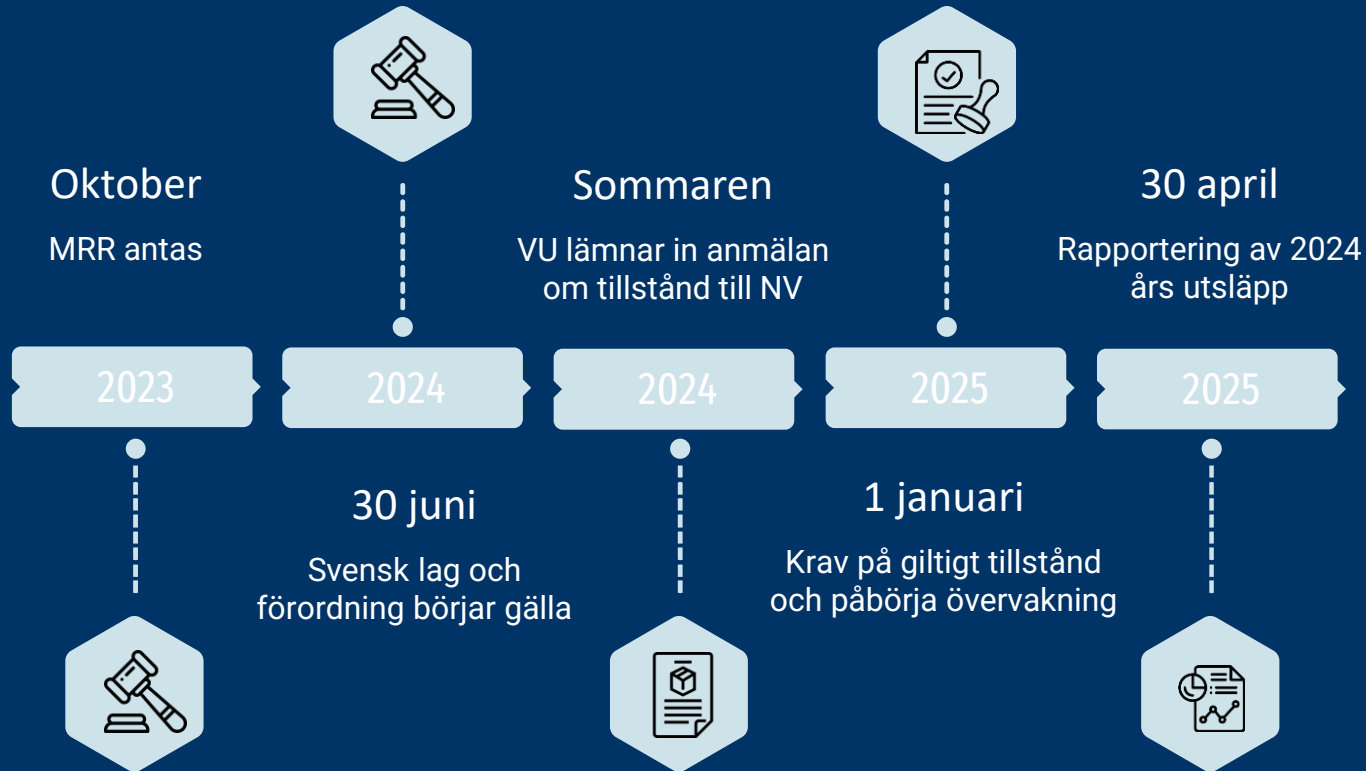 Oktober
MRR antas
2023
2024
30 juni
Svensk lag och
förordning börjar gälla
Sommaren
VU lämnar in anmälan
om tillstånd till NV
2024
2025
1 januari
Krav på giltigt tillstånd
och påbörja övervakning
30 april
Rapportering av 2024
års utsläpp
2025